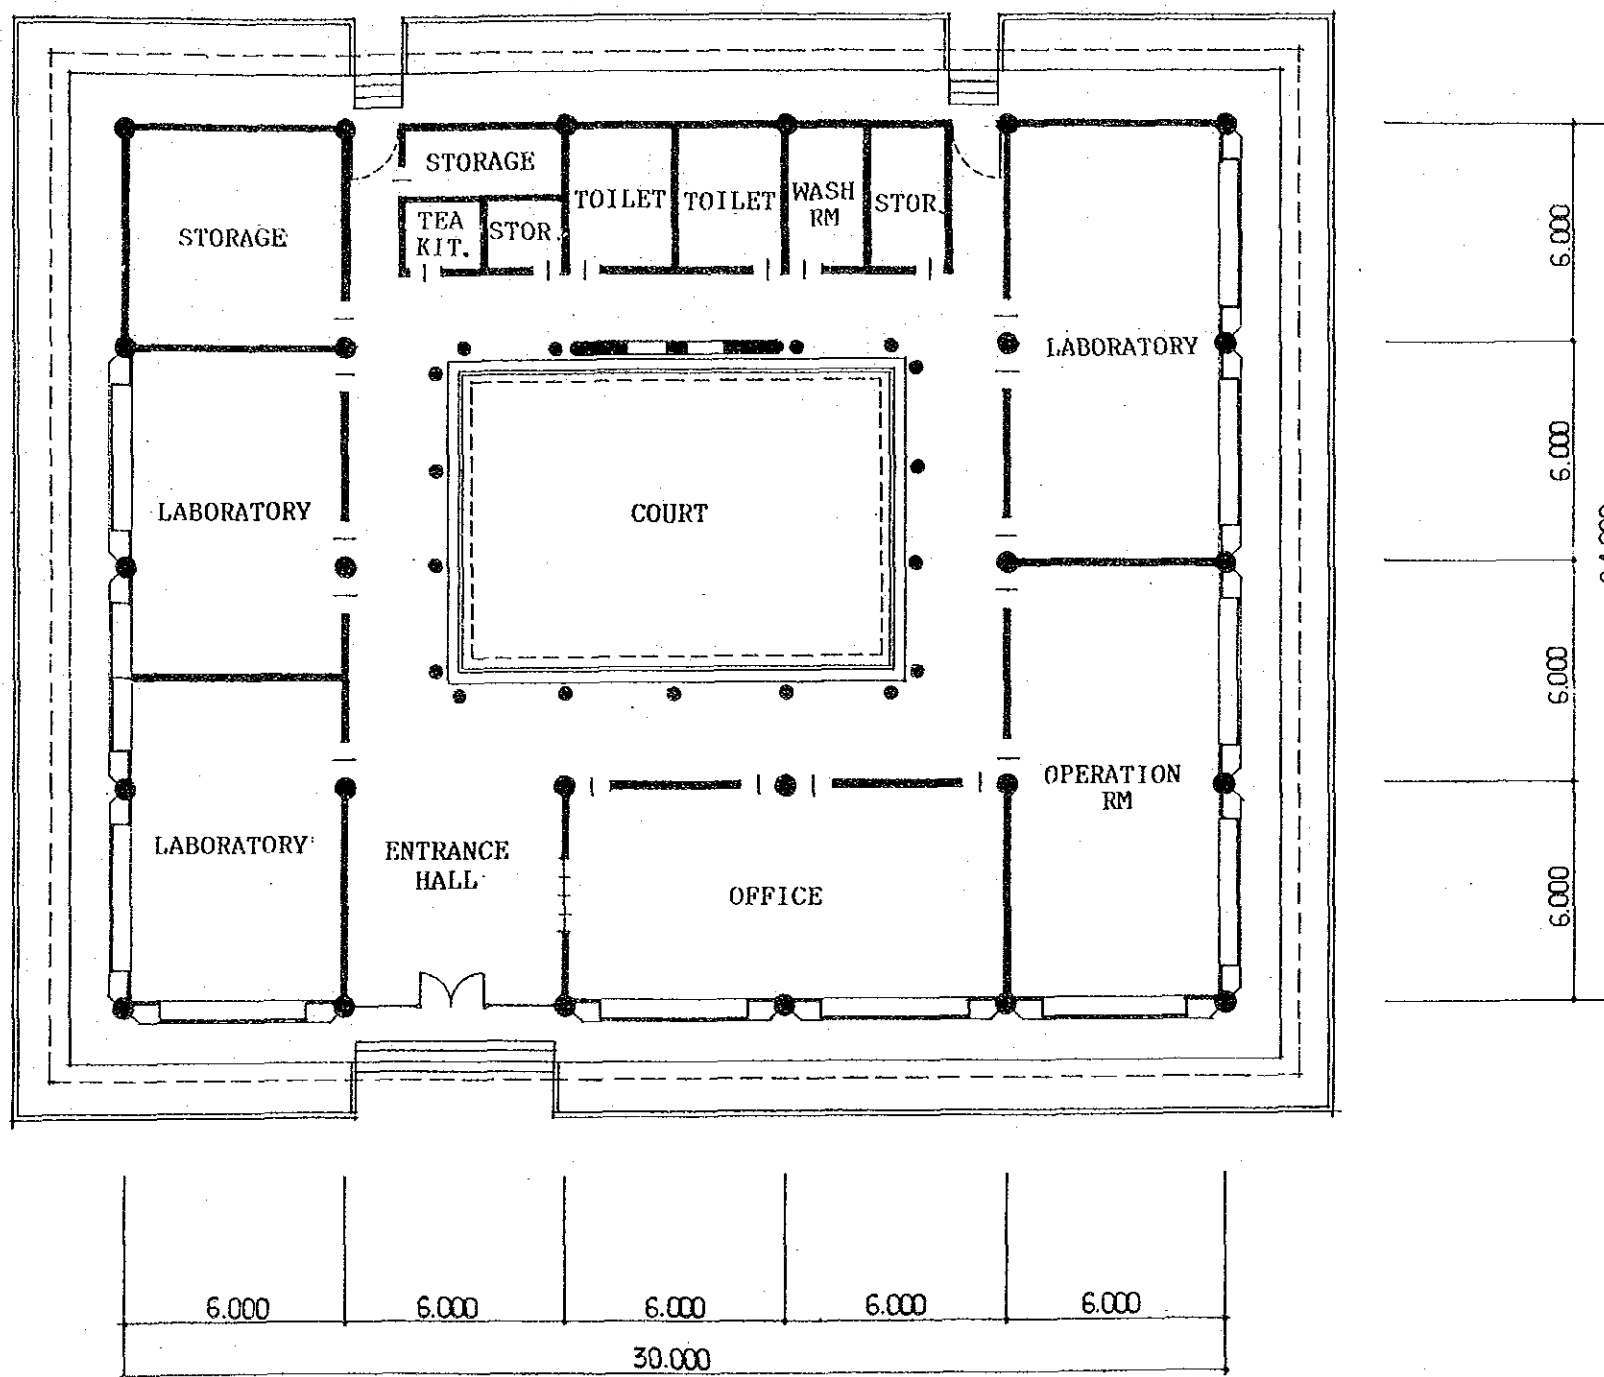 STORAGE
TOILET
TOILET
WASH
RM
STOR.
TEA
KIT.
STOR.
STORAGE
6.000
LABORATORY
6.000
LABORATORY
COURT
6.000
OPERATION
RM
LABORATORY
ENTRANCE
HALL
OFFICE
6.000
6.000
6.000
6.000
6.000
6.000
30.000